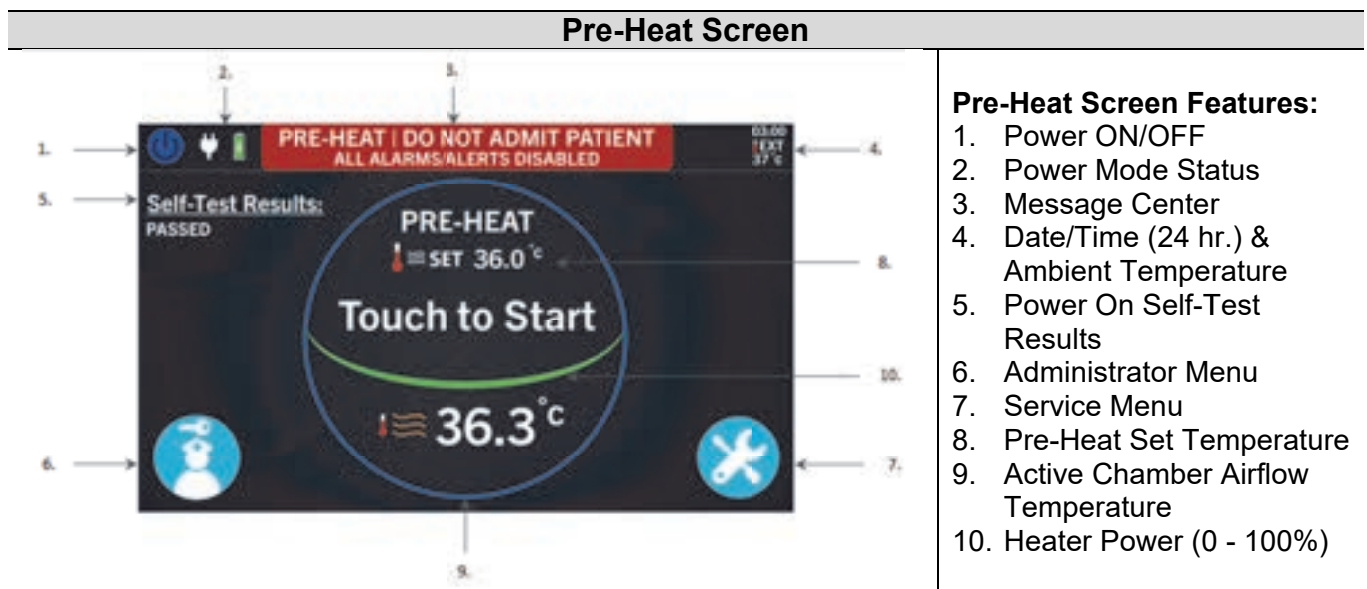 Pre-Heat Screen
2.
3.
1.
PRE-HEAT | DO NOT ADMIT PATIENT
ALL ALARMS/ALERTS DISABLED
03:00
EXT
37°c
4.
5.
Self-Test Results:
PASSED
PRE-HEAT
SET 36.0 °c
8.
Touch to Start
10.
36.3°c
6.
7.
9.
Pre-Heat Screen Features:
1. Power ON/OFF
2. Power Mode Status
3. Message Center
4. Date/Time (24 hr.) &
Ambient Temperature
5. Power On Self-Test
Results
6. Administrator Menu
7. Service Menu
8. Pre-Heat Set Temperature
9. Active Chamber Airflow
Temperature
10. Heater Power (0 - 100%)